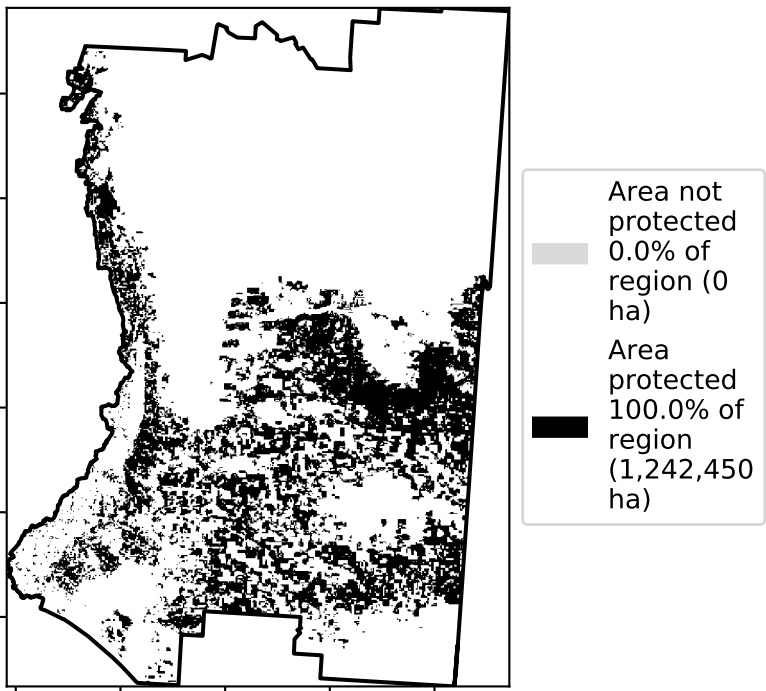 Area not
protected
0.0% of
region (0
ha)
Area
protected
100.0% of
region
(1,242,450
ha)